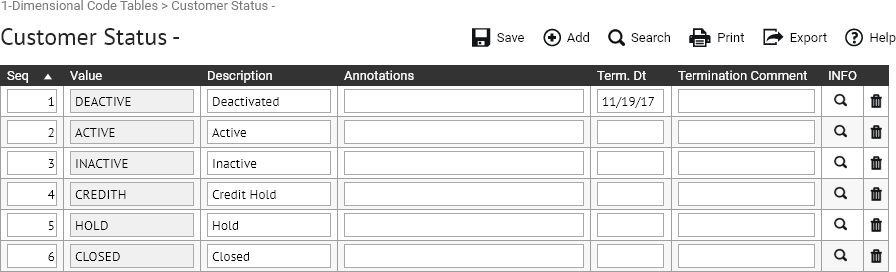 1-Dimensional Code Tables > Customer Status -
Customer Status - Save Add Search Print Export Help
Seq Value Description Annotations Term. Dt Termination Comment INFO
1 DEACTIVE Deactivated 11/19/17
2 ACTIVE Active
3 INACTIVE Inactive
4 CREDITH Credit Hold
5 HOLD Hold
6 CLOSED Closed